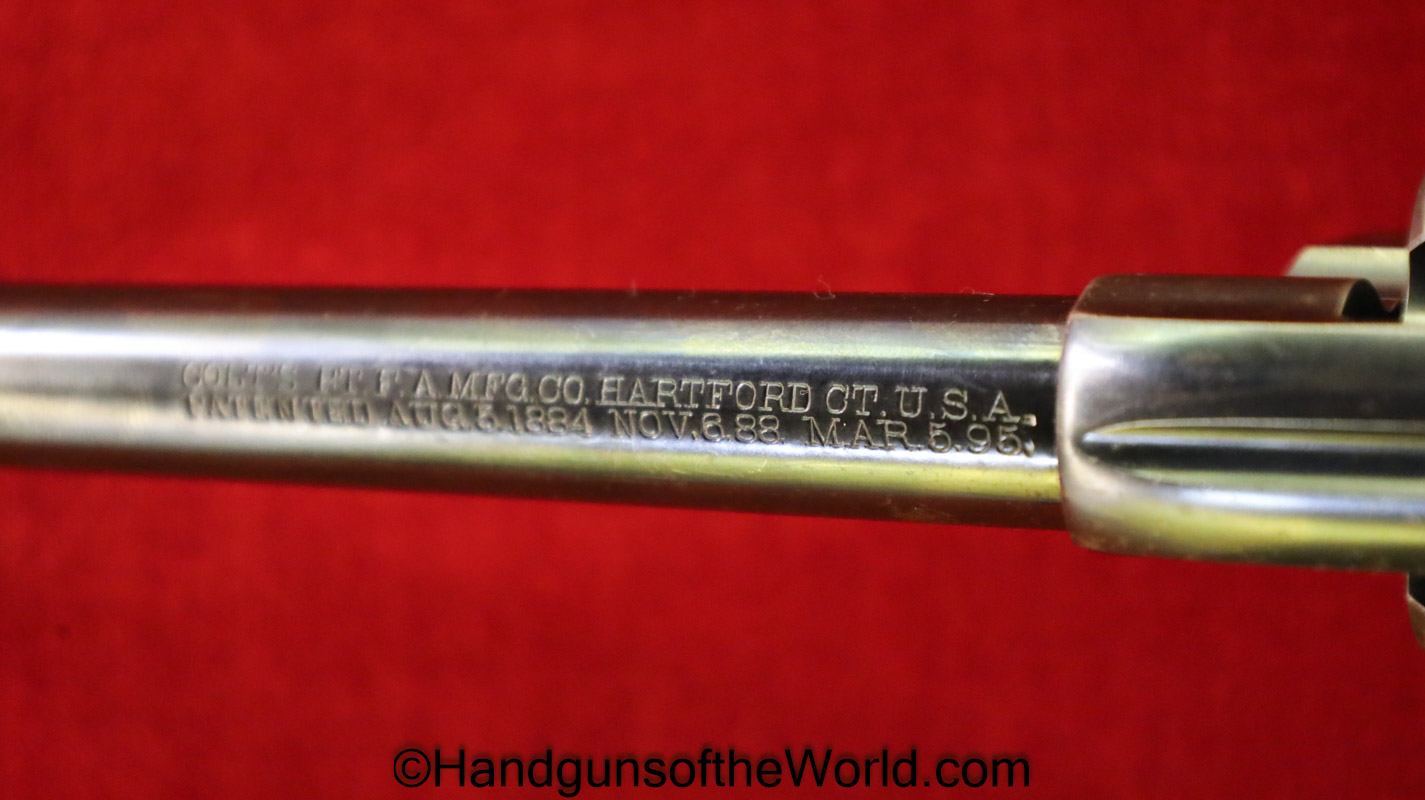 COLT'S PT. F. A. MFG. CO. HARTFORD CT. U.S.A.
PATENTED AUG. 5. 1884 NOV. 6. 88. MAR. 5. 95.
©HandgunsoftheWorld.com